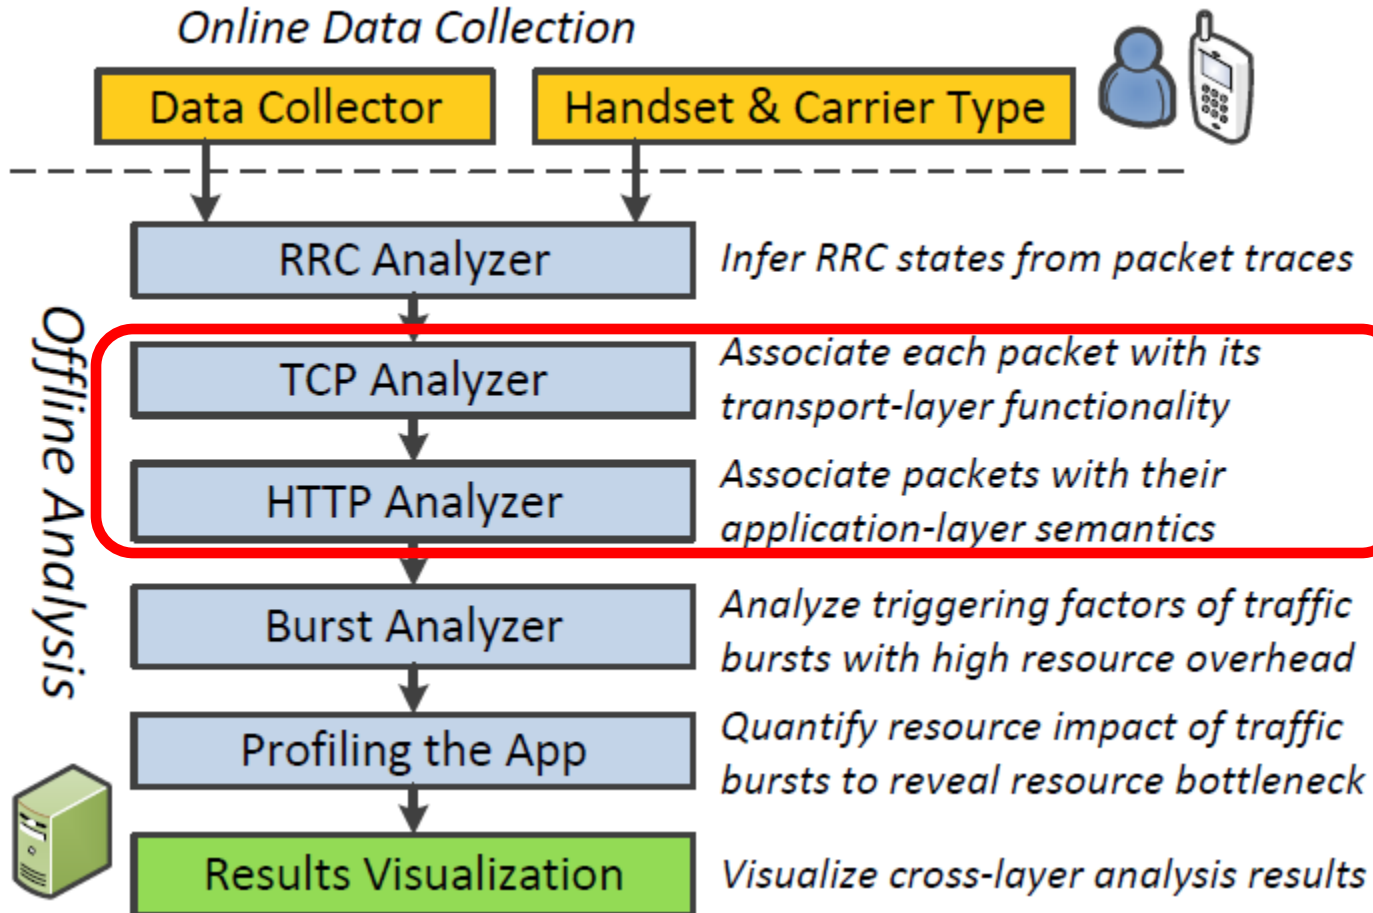 Online Data Collection
Data Collector
Handset & Carrier Type
Offline Analysis
RRC Analyzer
Infer RRC states from packet traces
TCP Analyzer
Associate each packet with its
transport-layer functionality
HTTP Analyzer
Associate packets with their
application-layer semantics
Burst Analyzer
Analyze triggering factors of traffic
bursts with high resource overhead
Profiling the App
Quantify resource impact of traffic
bursts to reveal resource bottleneck
Results Visualization
Visualize cross-layer analysis results